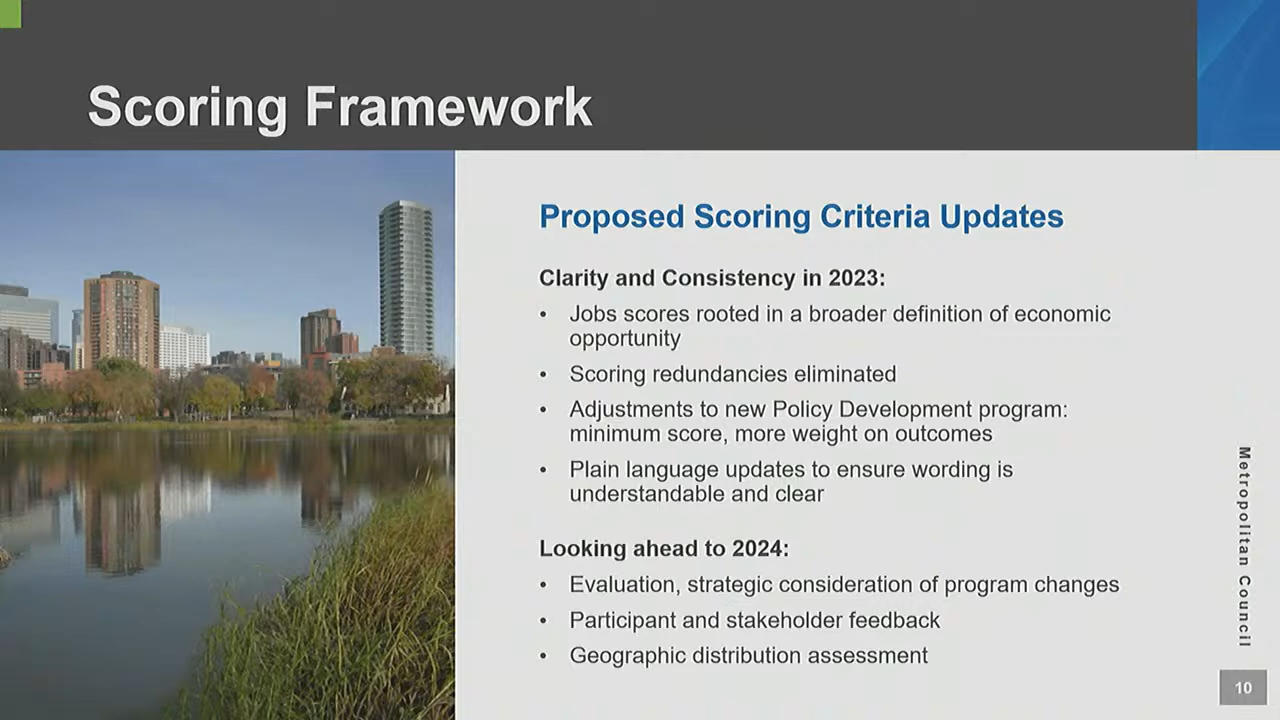 Scoring Framework
Proposed Scoring Criteria Updates
Clarity and Consistency in 2023:
• Jobs scores rooted in a broader definition of economic
opportunity
• Scoring redundancies eliminated
• Adjustments to new Policy Development program:
minimum score, more weight on outcomes
• Plain language updates to ensure wording is
understandable and clear
Looking ahead to 2024:
• Evaluation, strategic consideration of program changes
• Participant and stakeholder feedback
• Geographic distribution assessment
Metropolitan Council
10